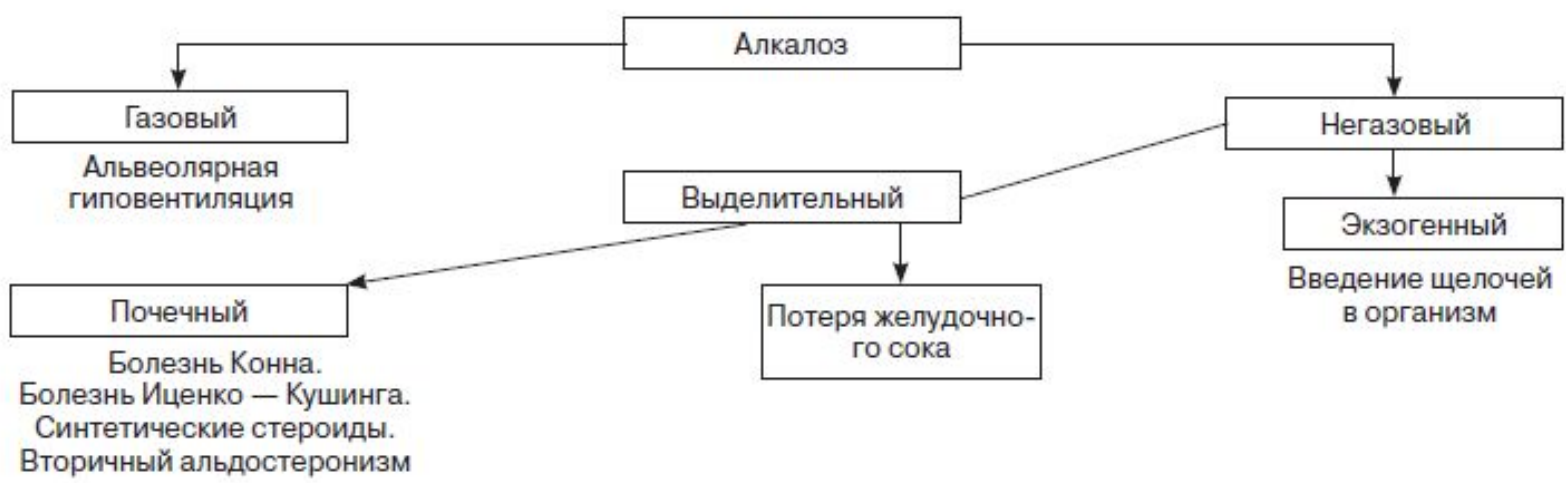 Алкалоз
Газовый
Альвеолярная
гиповентиляция
Негазовый
Выделительный
Экзогенный
Введение щелочей
в организм
Почечный
Болезнь Конна.
Болезнь Иценко — Кушинга.
Синтетические стероиды.
Вторичный альдостеронизм
Потеря желудочно-
го сока